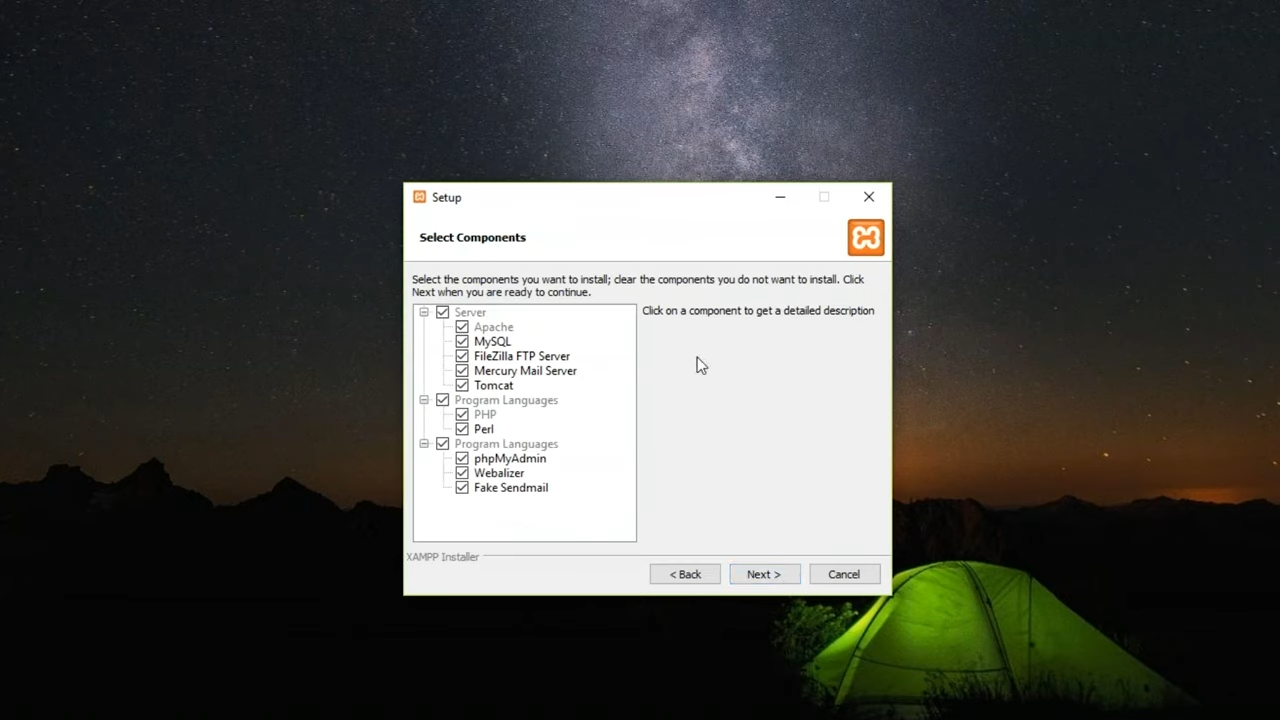 Setup
Select Components
Select the components you want to install; clear the components you do not want to install. Click
Next when you are ready to continue.
Server
Apache
MySQL
FileZilla FTP Server
Mercury Mail Server
Tomcat
Program Languages
PHP
Perl
Program Languages
phpMyAdmin
Webalizer
Fake Sendmail
Click on a component to get a detailed description
XAMPP Installer
< Back
Next >
Cancel